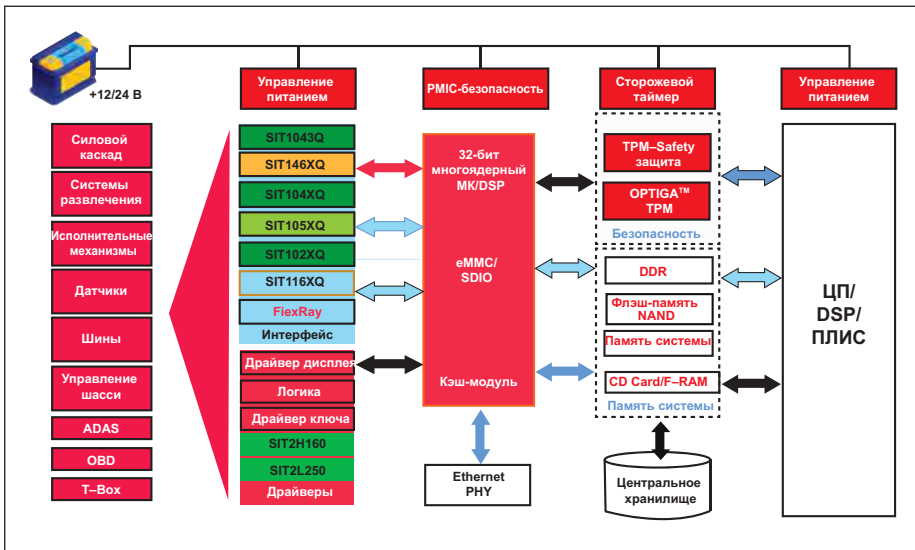 +12/24 В
Управление
питанием
PMIC-безопасность
Сторожевой
таймер
Управление
питанием
Силовой
каскад
Системы
развлечения
Исполнительные
механизмы
Датчики
Шины
Управление
шасси
ADAS
OBD
T–Box
SIT1043Q
SIT146XQ
SIT104XQ
SIT105XQ
SIT102XQ
SIT116XQ
FiexRay
Интерфейс
Драйвер дисплея
Логика
Драйвер ключа
SIT2H160
SIT2L250
Драйверы
32-бит
многоядерный
МК/DSP
eMMC/
SDIO
Кэш-модуль
Ethernet
PHY
TPM–Safety
защита
OPTIGA™
TPM
Безопасность
DDR
Флэш-память
NAND
Память системы
CD Card/F–RAM
Память системы
Центральное
хранилище
ЦП/
DSP/
ПЛИС